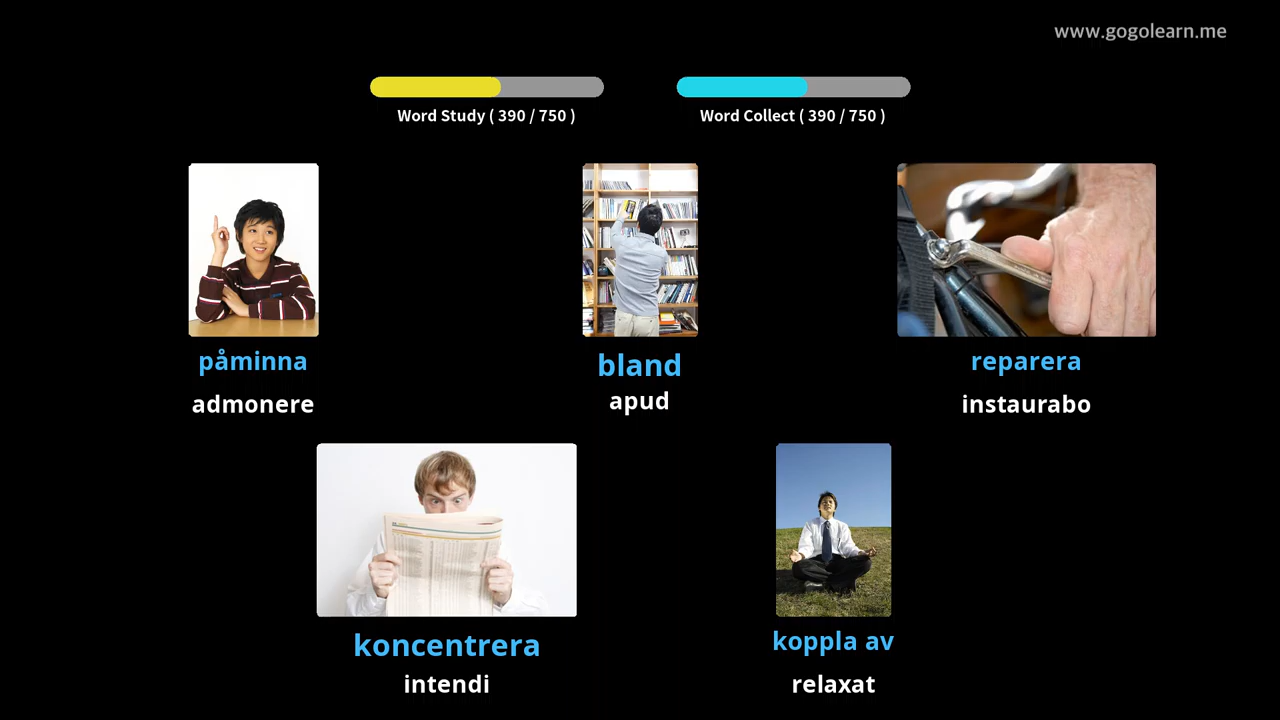 www.gogolearn.me
Word Study ( 390 / 750 )
Word Collect ( 390 / 750 )
påminna
admonere
bland
apud
reparera
instaurabo
koncentrera
intendi
koppla av
relaxat